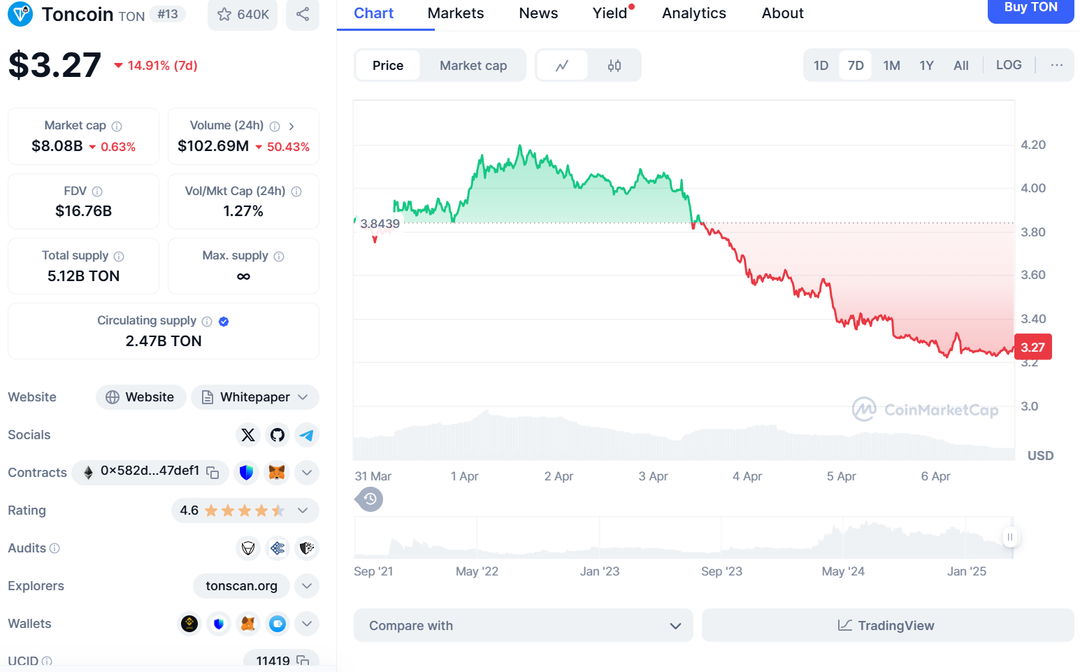 Toncoin TON #13 640K
$3.27 14.91% (7d)
Market cap
$8.08B 0.63%
Volume (24h)
$102.69M 50.43%
FDV
$16.76B
Vol/Mkt Cap (24h)
1.27%
Total supply
5.12B TON
Max. supply
∞
Circulating supply
2.47B TON
Website Website Whitepaper
Socials
Contracts 0x582d...47def1
Rating 4.6
Audits
Explorers tonscan.org
Wallets
UCID 11419
Chart Markets News Yield Analytics About Buy TON
Price Market cap 1D 7D 1M 1Y All LOG ...
4.20
4.00
3.8439
3.80
3.60
3.40
3.27
3.2
3.0
CoinMarketCap
USD
31 Mar 1 Apr 2 Apr 3 Apr 4 Apr 5 Apr 6 Apr
Sep '21 May '22 Jan '23 Sep '23 May '24 Jan '25
Compare with TradingView